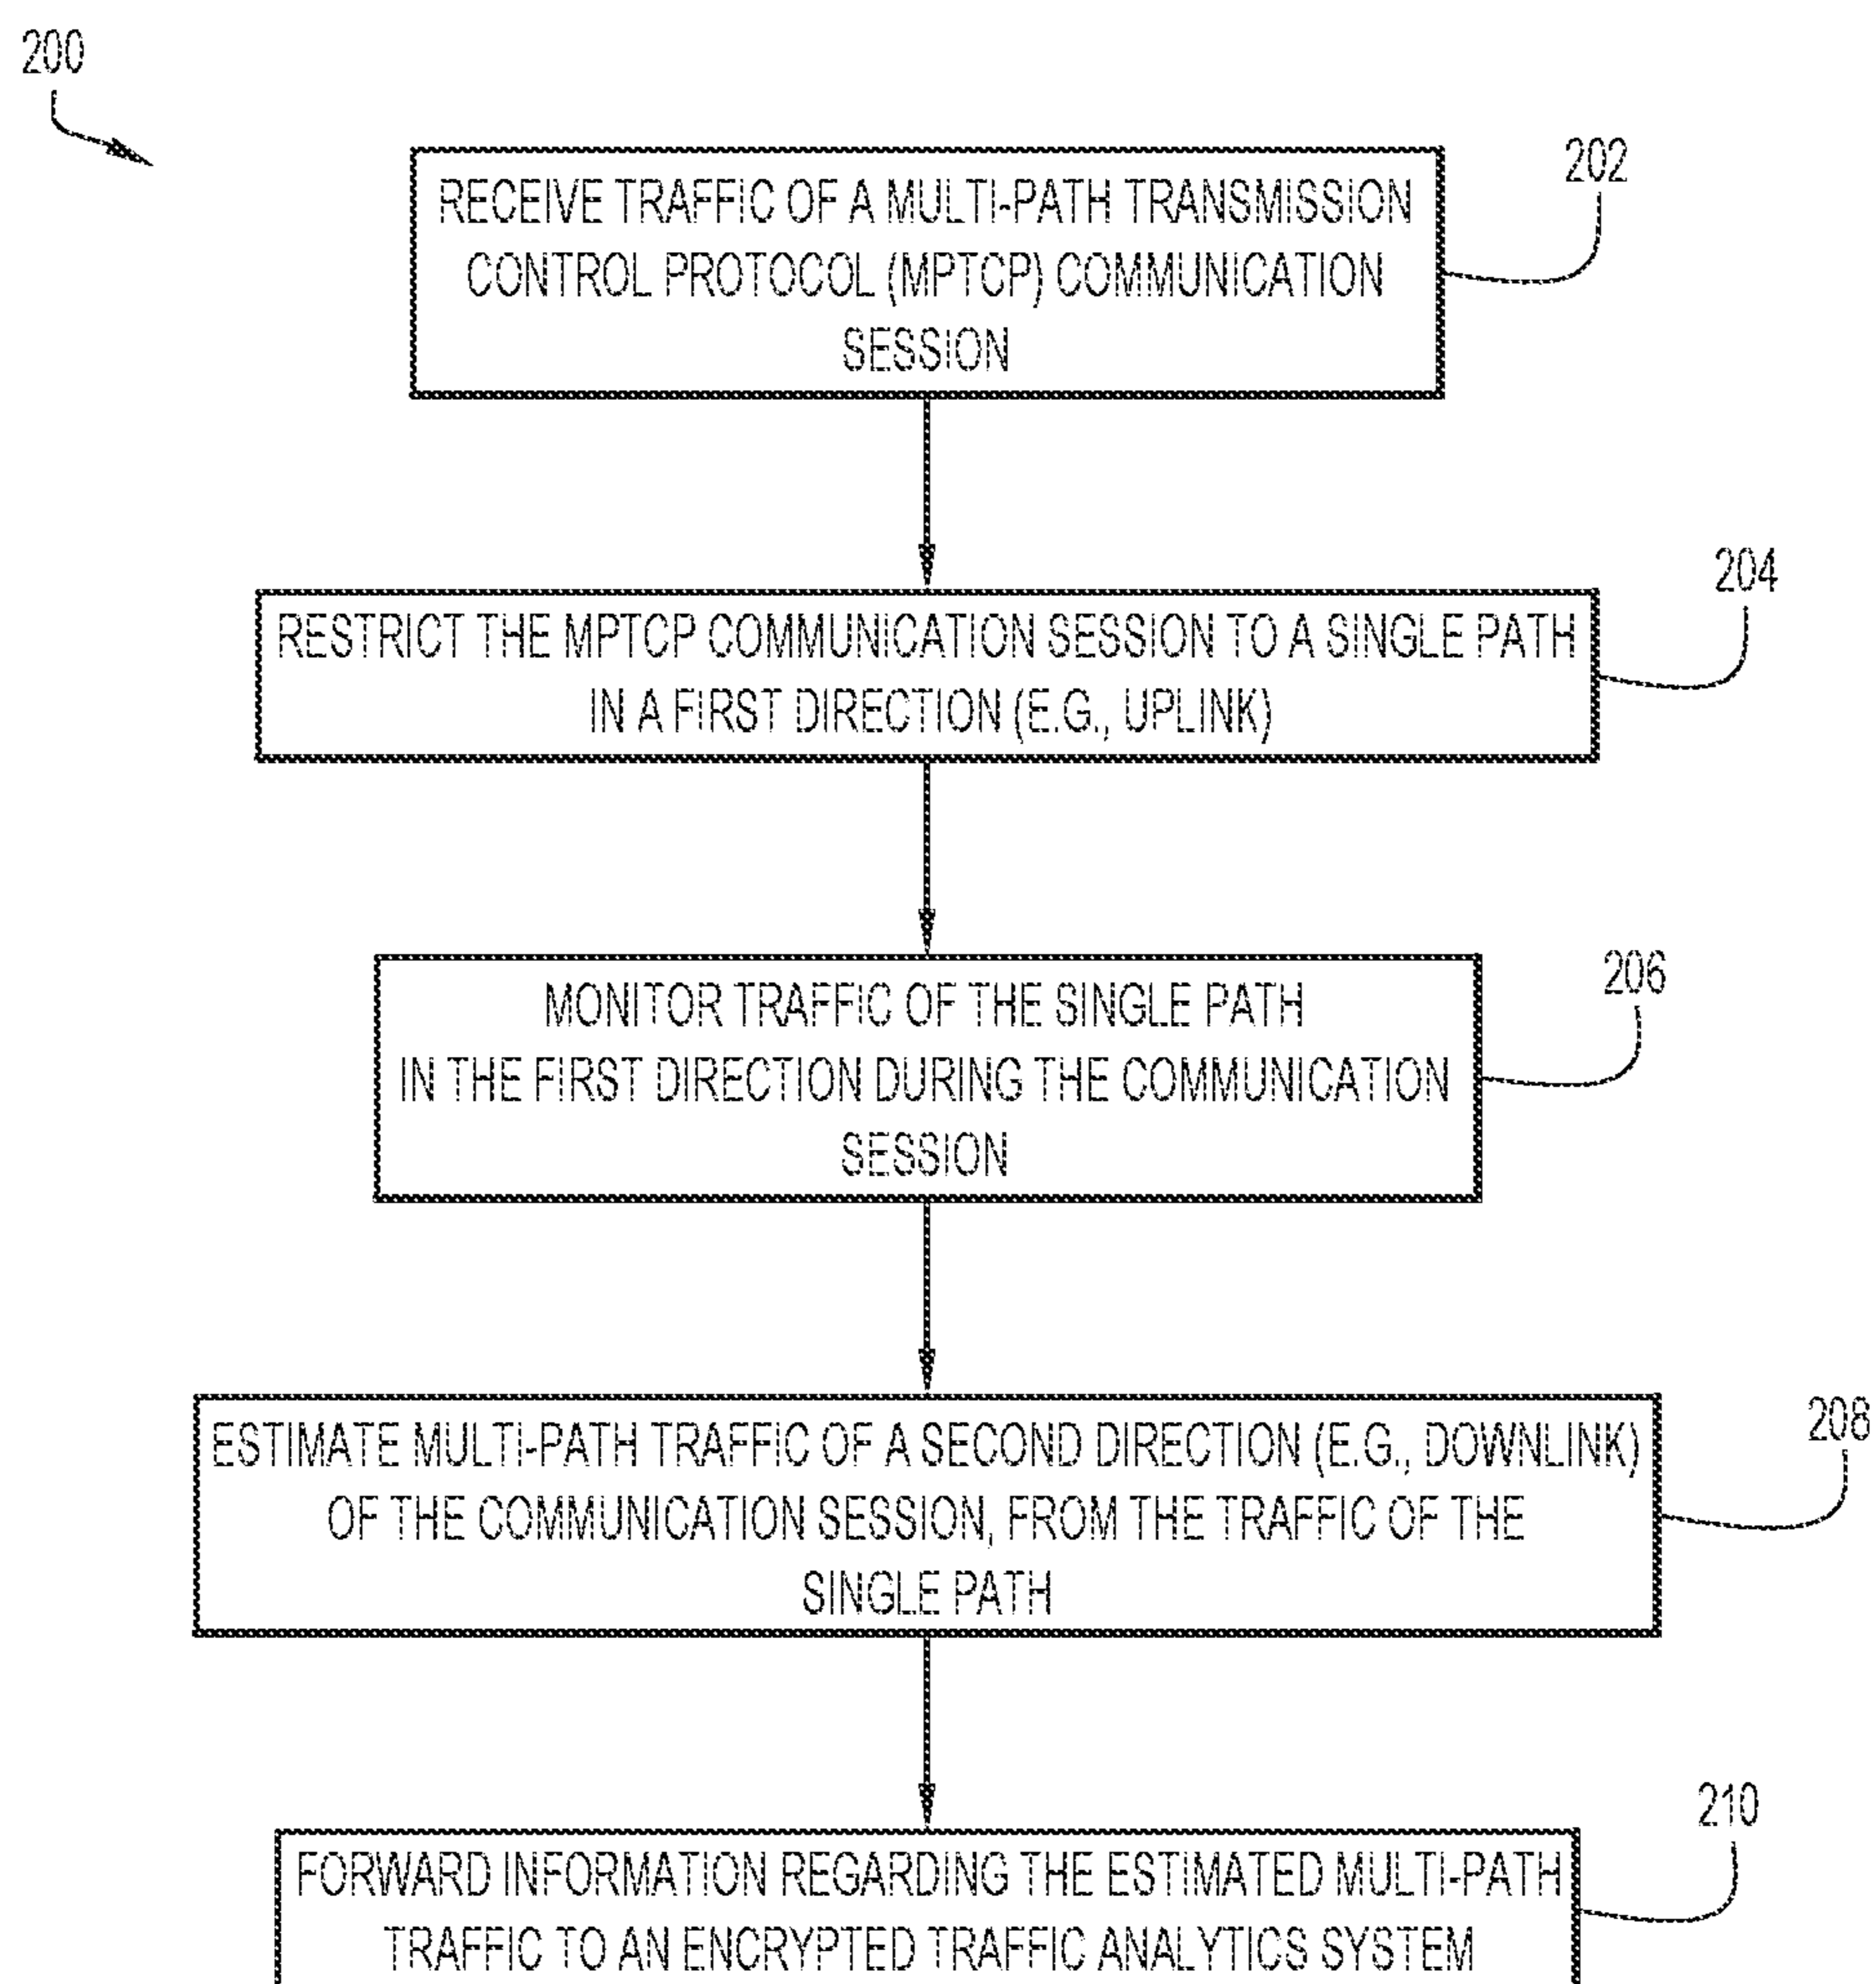 200
202
RECEIVE TRAFFIC OF A MULTI-PATH TRANSMISSION
CONTROL PROTOCOL (MPTCP) COMMUNICATION
SESSION
204
RESTRICT THE MPTCP COMMUNICATION SESSION TO A SINGLE PATH
IN A FIRST DIRECTION (E.G., UPLINK)
206
MONITOR TRAFFIC OF THE SINGLE PATH
IN THE FIRST DIRECTION DURING THE COMMUNICATION
SESSION
208
ESTIMATE MULTI-PATH TRAFFIC OF A SECOND DIRECTION (E.G., DOWNLINK)
OF THE COMMUNICATION SESSION, FROM THE TRAFFIC OF THE
SINGLE PATH
210
FORWARD INFORMATION REGARDING THE ESTIMATED MULTI-PATH
TRAFFIC TO AN ENCRYPTED TRAFFIC ANALYTICS SYSTEM